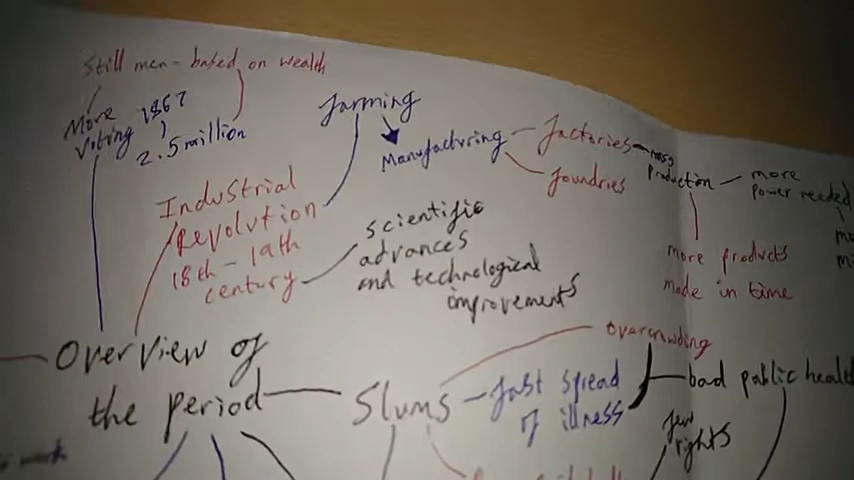 Still men - based on wealth
More
Voting 1867
2.5 million
farming
Manufacturing
factories
foundries
mass
production
more
power needed
more products
made in time
Industrial
Revolution
18th - 19th
century
scientific
advances
and technological
improvements
Overview of
the period
Slums
overcrowding
fast spread
of illness
bad public health
few
rights